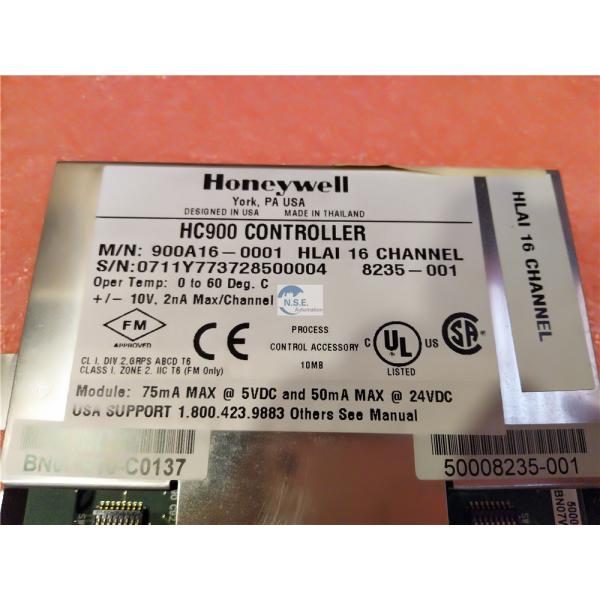 Honeywell
York, PA USA
DESIGNED IN USA MADE IN THAILAND
HC900 CONTROLLER
M/N: 900A16-0001 HLAI 16 CHANNEL
S/N:0711Y773728500004 8235-001
Oper Temp: 0 to 60 Deg. C
+/- 10V, 2nA Max/Channel
N.S.E.
Automation
FM
APPROVED
CL I, DIV 2,GRPS ABCD T6
CLASS I, ZONE 2, IIC T6 (FM Only)
CE
PROCESS
CONTROL ACCESSORY
10MB
C UL US
LISTED
SA
Module: 75mA MAX @ 5VDC and 50mA MAX @ 24VDC
USA SUPPORT 1.800.423.9883 Others See Manual
HLAI 16 CHANNEL
50008235-001